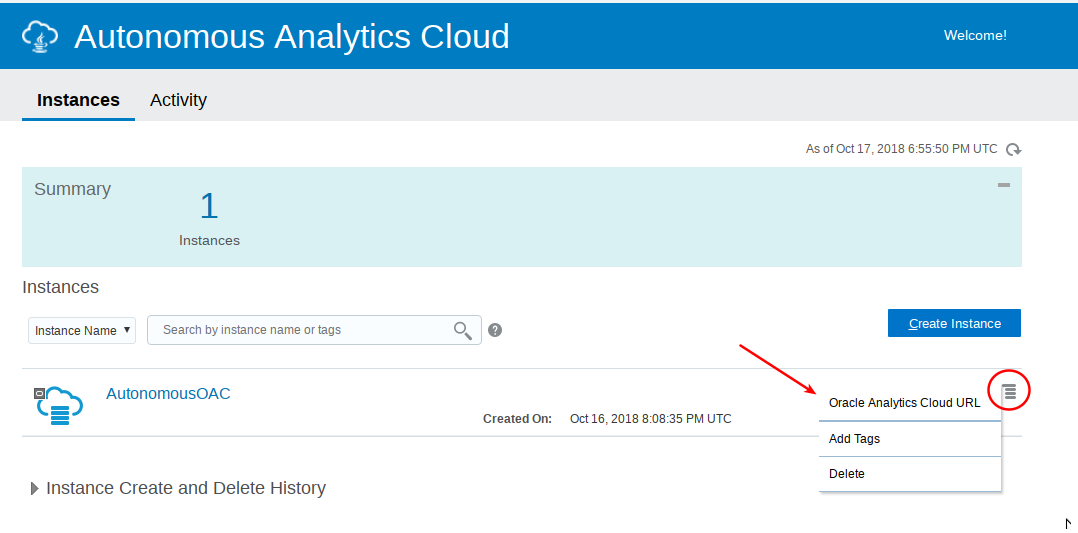 Autonomous Analytics Cloud
Welcome!
Instances
Activity
As of Oct 17, 2018 6:55:50 PM UTC
Summary
1
Instances
Instances
Instance Name
Search by instance name or tags
?
Create Instance
AutonomousOAC
Created On: Oct 16, 2018 8:08:35 PM UTC
Oracle Analytics Cloud URL
Add Tags
Delete
Instance Create and Delete History